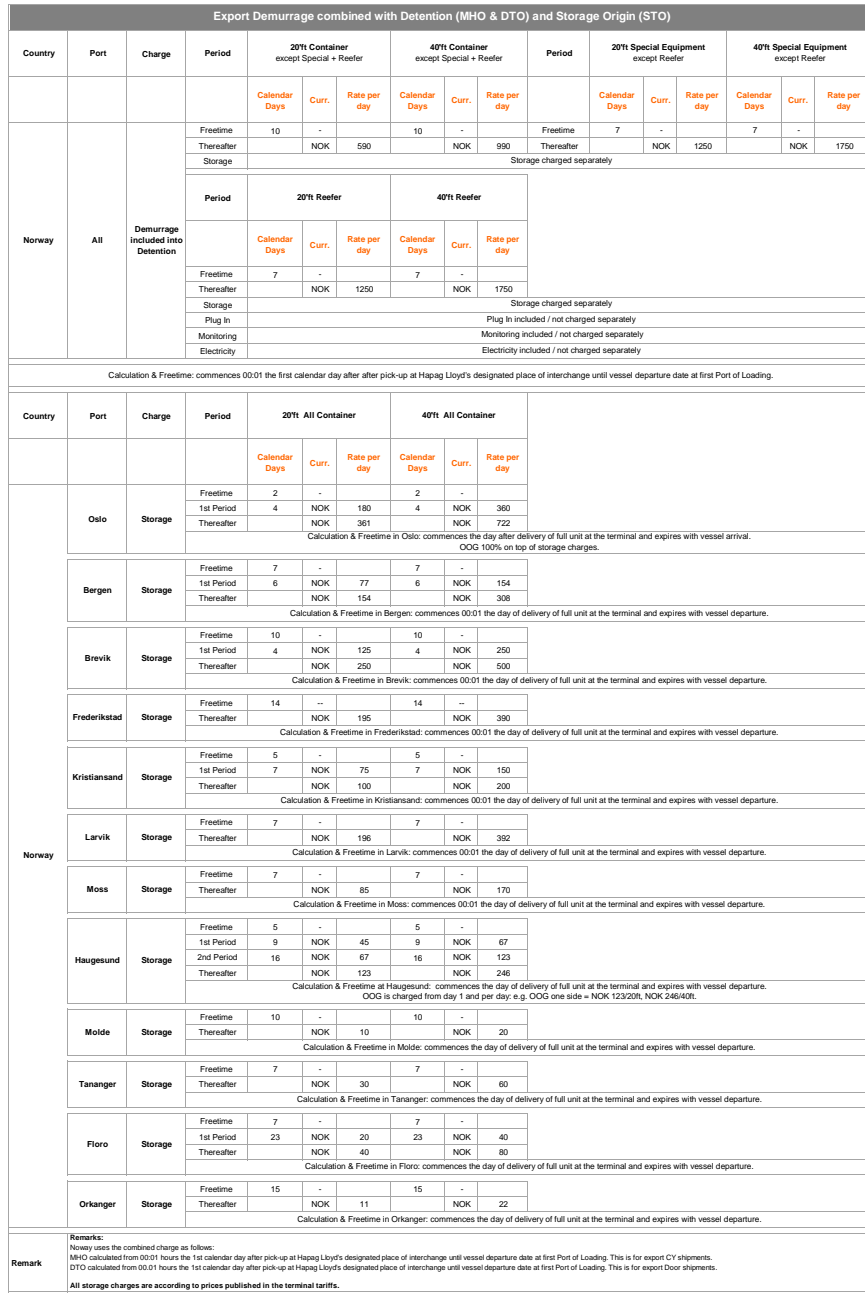 Export Demurrage combined with Detention (MHO & DTO) and Storage Origin (STO)
Country Port Charge Period 20'ft Container except Special + Reefer 40'ft Container except Special + Reefer Period 20'ft Special Equipment except Reefer 40'ft Special Equipment except Reefer
Calendar Days Curr. Rate per day Calendar Days Curr. Rate per day Calendar Days Curr. Rate per day Calendar Days Curr. Rate per day
Norway All Demurrage included into Detention
Freetime 10 - 10 - Freetime 7 - 7 -
Thereafter NOK 590 NOK 990 Thereafter NOK 1250 NOK 1750
Storage Storage charged separately
Period 20'ft Reefer 40'ft Reefer
Calendar Days Curr. Rate per day Calendar Days Curr. Rate per day
Freetime 7 - 7 -
Thereafter NOK 1250 NOK 1750
Storage Storage charged separately
Plug In Plug In included / not charged separately
Monitoring Monitoring included / not charged separately
Electricity Electricity included / not charged separately
Calculation & Freetime: commences 00:01 the first calendar day after after pick-up at Hapag Lloyd's designated place of interchange until vessel departure date at first Port of Loading.
Country Port Charge Period 20'ft All Container 40'ft All Container
Calendar Days Curr. Rate per day Calendar Days Curr. Rate per day
Norway
Oslo Storage
Freetime 2 - 2 -
1st Period 4 NOK 180 4 NOK 360
Thereafter NOK 361 NOK 722
Calculation & Freetime in Oslo: commences the day after delivery of full unit at the terminal and expires with vessel arrival.
OOG 100% on top of storage charges.
Bergen Storage
Freetime 7 - 7 -
1st Period 6 NOK 77 6 NOK 154
Thereafter NOK 154 NOK 308
Calculation & Freetime in Bergen: commences 00:01 the day of delivery of full unit at the terminal and expires with vessel departure.
Brevik Storage
Freetime 10 - 10 -
1st Period 4 NOK 125 4 NOK 250
Thereafter NOK 250 NOK 500
Calculation & Freetime in Brevik: commences 00:01 the day of delivery of full unit at the terminal and expires with vessel departure.
Frederikstad Storage
Freetime 14 -- 14 --
Thereafter NOK 195 NOK 390
Calculation & Freetime in Frederikstad: commences 00:01 the day of delivery of full unit at the terminal and expires with vessel departure.
Kristiansand Storage
Freetime 5 - 5 -
1st Period 7 NOK 75 7 NOK 150
Thereafter NOK 100 NOK 200
Calculation & Freetime in Kristiansand: commences 00:01 the day of delivery of full unit at the terminal and expires with vessel departure.
Larvik Storage
Freetime 7 - 7 -
Thereafter NOK 196 NOK 392
Calculation & Freetime in Larvik: commences 00:01 the day of delivery of full unit at the terminal and expires with vessel departure.
Moss Storage
Freetime 7 - 7 -
Thereafter NOK 85 NOK 170
Calculation & Freetime in Moss: commences 00:01 the day of delivery of full unit at the terminal and expires with vessel departure.
Haugesund Storage
Freetime 5 - 5 -
1st Period 9 NOK 45 9 NOK 67
2nd Period 16 NOK 67 16 NOK 123
Thereafter NOK 123 NOK 246
Calculation & Freetime at Haugesund: commences the day of delivery of full unit at the terminal and expires with vessel departure.
OOG is charged from day 1 and per day: e.g. OOG one side = NOK 123/20ft, NOK 246/40ft.
Molde Storage
Freetime 10 - 10 -
Thereafter NOK 10 NOK 20
Calculation & Freetime in Molde: commences the day of delivery of full unit at the terminal and expires with vessel departure.
Tananger Storage
Freetime 7 - 7 -
Thereafter NOK 30 NOK 60
Calculation & Freetime in Tananger: commences the day of delivery of full unit at the terminal and expires with vessel departure.
Floro Storage
Freetime 7 - 7 -
1st Period 23 NOK 20 23 NOK 40
Thereafter NOK 40 NOK 80
Calculation & Freetime in Floro: commences the day of delivery of full unit at the terminal and expires with vessel departure.
Orkanger Storage
Freetime 15 - 15 -
Thereafter NOK 11 NOK 22
Calculation & Freetime in Orkanger: commences the day of delivery of full unit at the terminal and expires with vessel departure.
Remark
Remarks:
Noway uses the combined charge as follows:
MHO calculated from 00:01 hours the 1st calendar day after pick-up at Hapag Lloyd's designated place of interchange until vessel departure date at first Port of Loading. This is for export CY shipments.
DTO calculated from 00.01 hours the 1st calendar day after pick-up at Hapag Lloyd's designated place of interchange until vessel departure date at first Port of Loading. This is for export Door shipments.
All storage charges are according to prices published in the terminal tariffs.